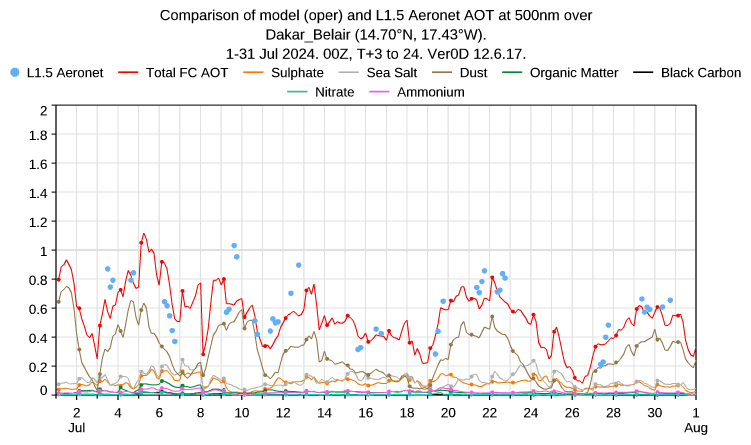 Comparison of model (oper) and L1.5 Aeronet AOT at 500nm over
Dakar_Belair (14.70°N, 17.43°W).
1-31 Jul 2024. 00Z, T+3 to 24. Ver0D 12.6.17.
L1.5 Aeronet Total FC AOT Sulphate Sea Salt Dust Organic Matter Black Carbon
Nitrate Ammonium
2
1.8
1.6
1.4
1.2
1
0.8
0.6
0.4
0.2
0
2 4 6 8 10 12 14 16 18 20 22 24 26 28 30 1
Jul Aug